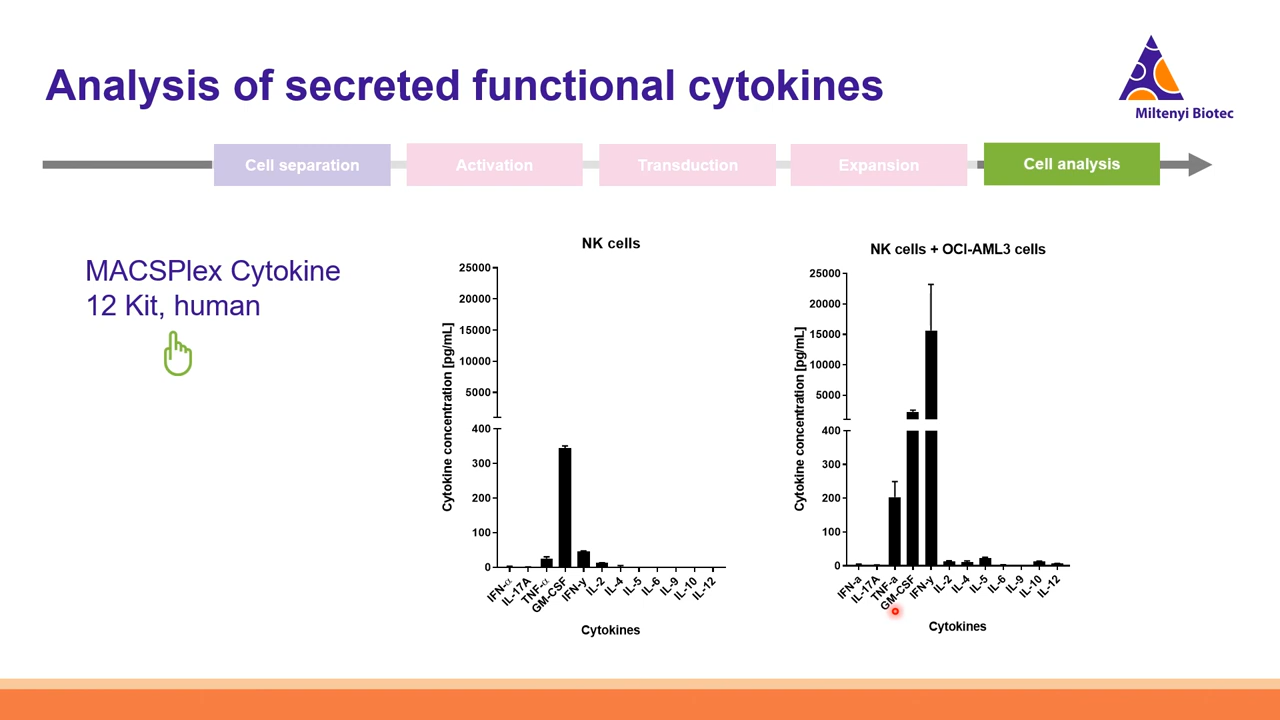 Analysis of secreted functional cytokines
Miltenyi Biotec
Cell separation
Activation
Transduction
Expansion
Cell analysis
MACSPlex Cytokine
12 Kit, human
NK cells
Cytokine concentration [pg/mL]
25000
20000
15000
10000
5000
400
300
200
100
0
IFN-α
IL-17A
TNF-α
GM-CSF
IFN-y
IL-2
IL-4
IL-5
IL-6
IL-9
IL-10
IL-12
Cytokines
NK cells + OCI-AML3 cells
Cytokine concentration [pg/mL]
25000
20000
15000
10000
5000
400
300
200
100
0
IFN-a
IL-17A
TNF-a
GM-CSF
IFN-y
IL-2
IL-4
IL-5
IL-6
IL-9
IL-10
IL-12
Cytokines